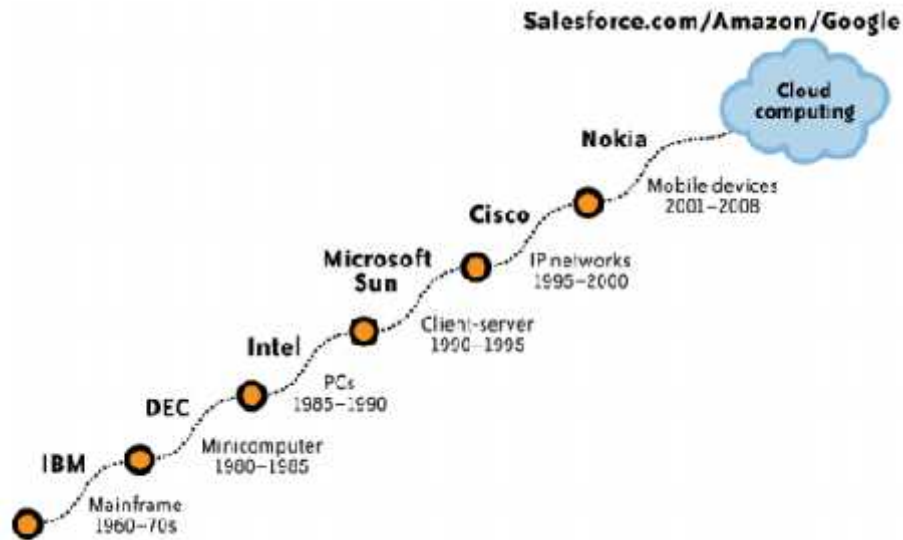 Salesforce.com/Amazon/Google
Cloud
computing
Nokia
Mobile devices
2001–2008
Cisco
IP networks
1995–2000
Microsoft
Sun
Client-server
1990–1995
Intel
PCs
1985–1990
DEC
Minicomputer
1980–1985
IBM
Mainframe
1960–70s